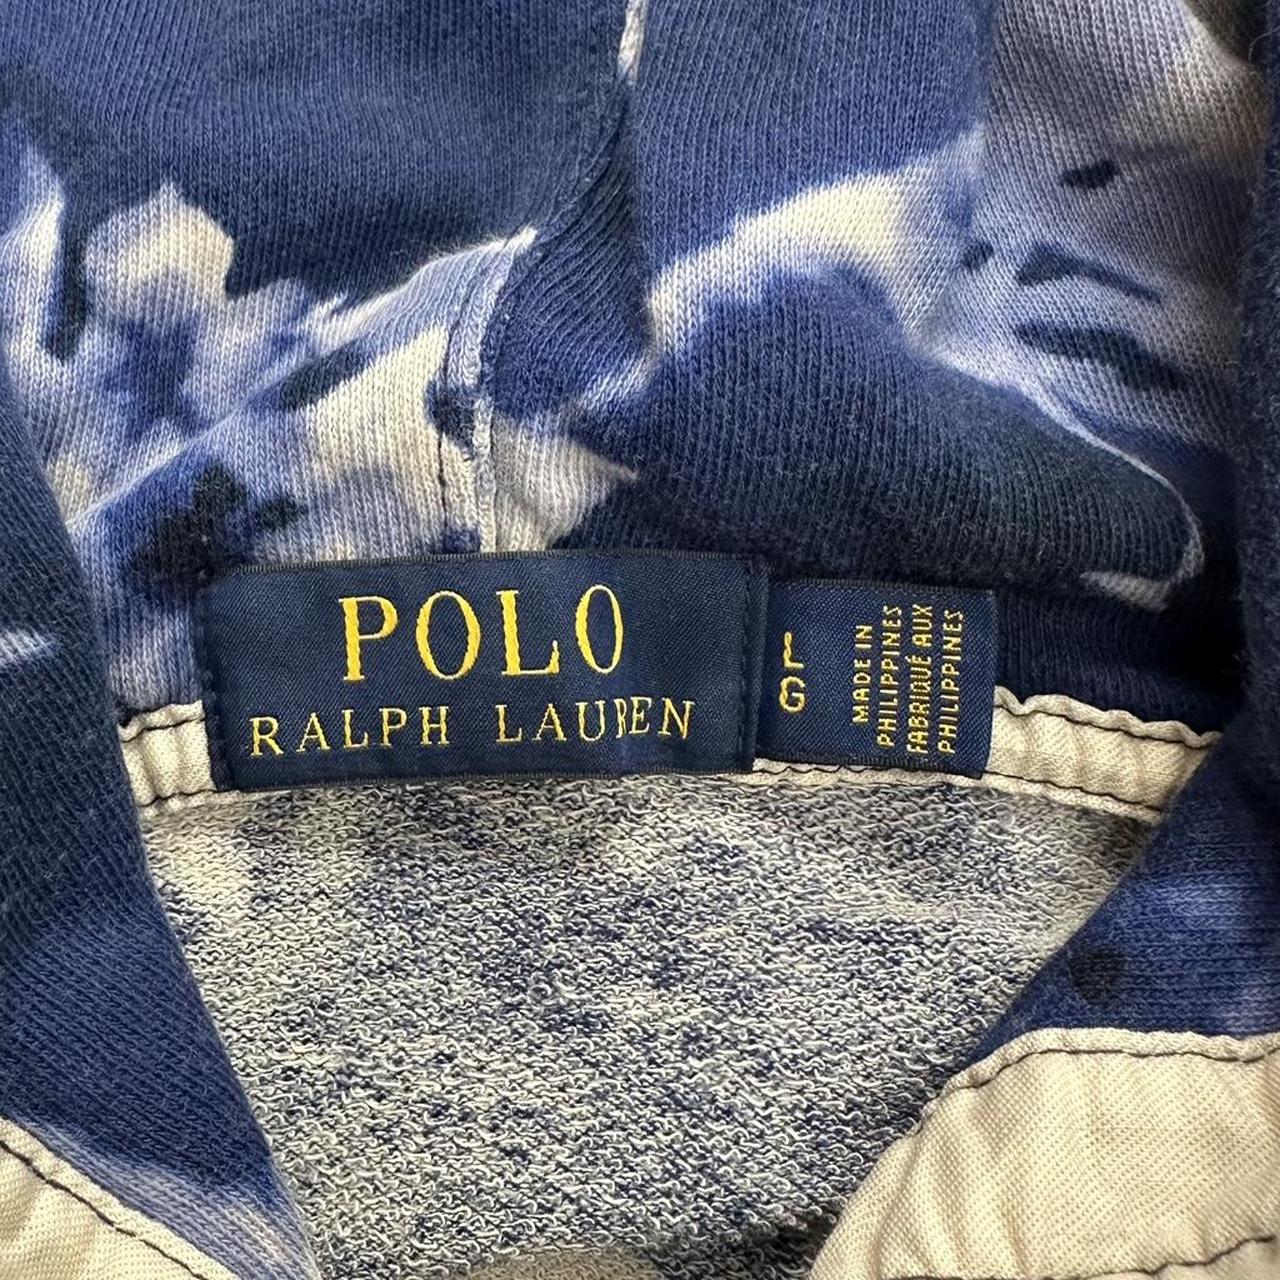 POLO
RALPH LAUREN
L
G
MADE IN
PHILIPPINES
FABRIQUÉ AUX
PHILIPPINES